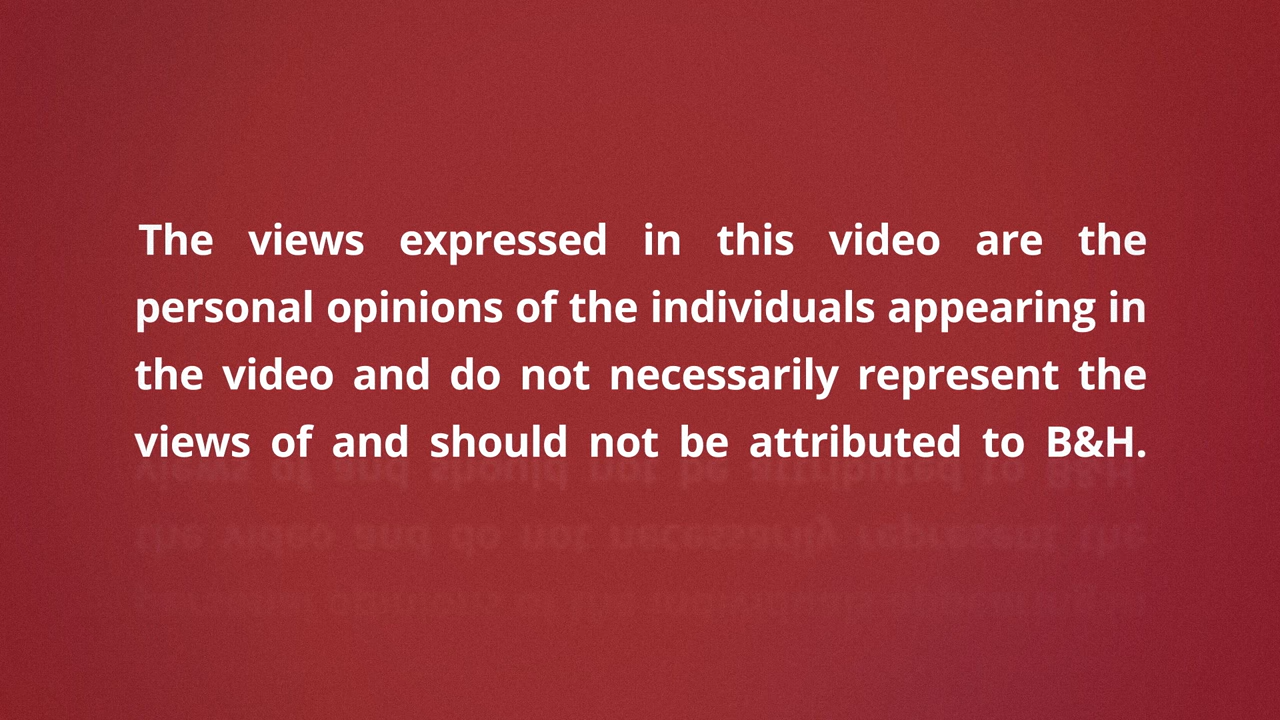 The views expressed in this video are the
personal opinions of the individuals appearing in
the video and do not necessarily represent the
views of and should not be attributed to B&H.